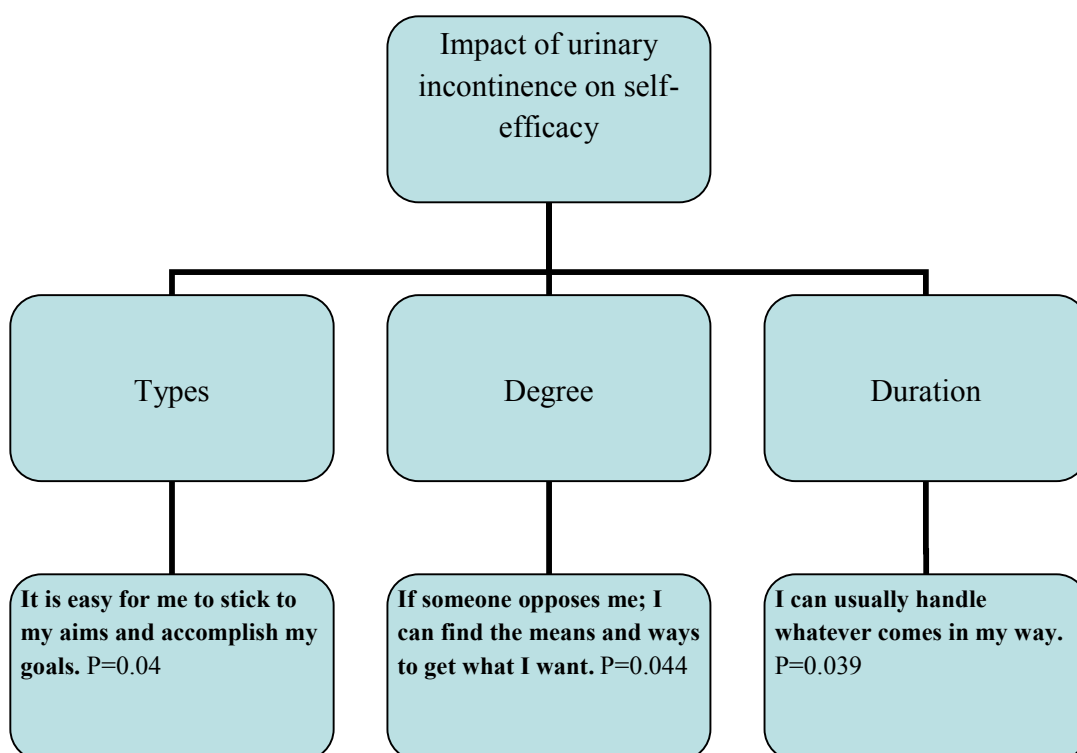 Impact of urinary
incontinence on self-
efficacy
Types
Degree
Duration
It is easy for me to stick to
my aims and accomplish my
goals. P=0.04
If someone opposes me; I
can find the means and ways
to get what I want. P=0.044
I can usually handle
whatever comes in my way.
P=0.039